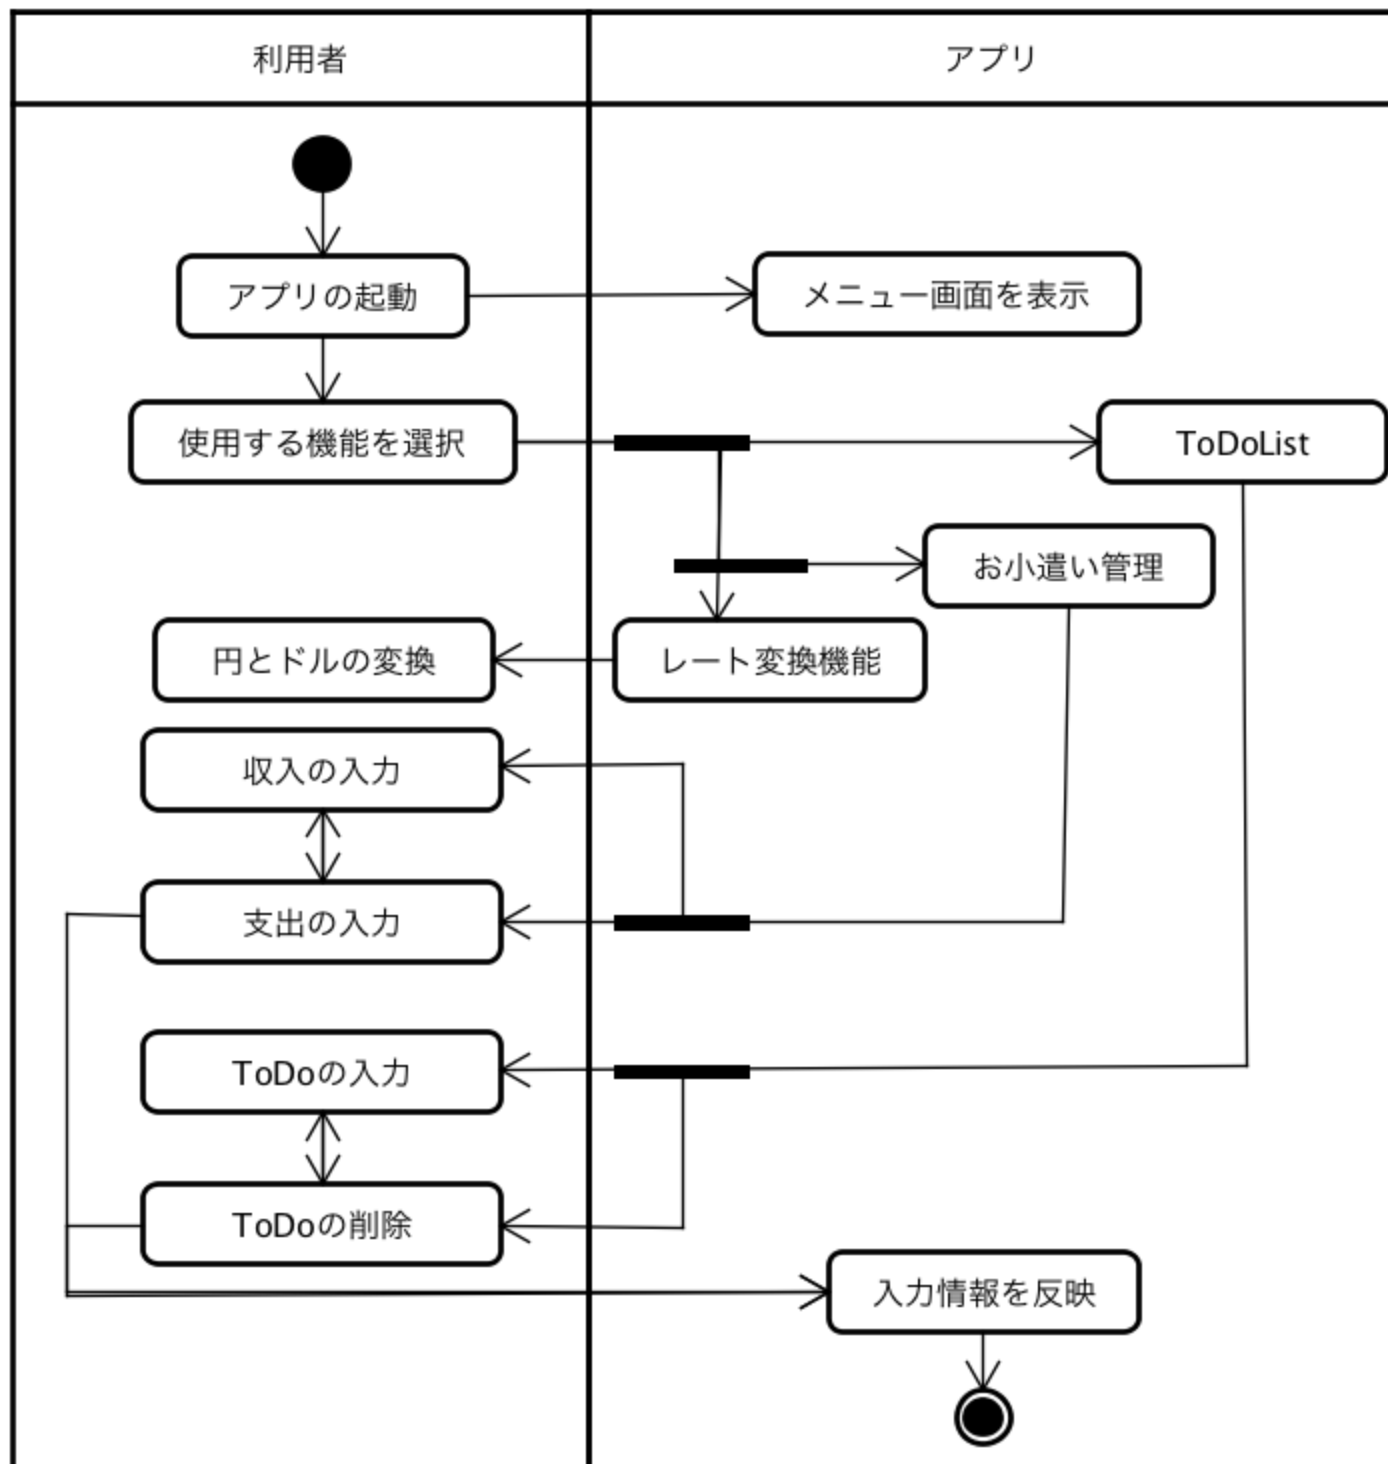 利用者
アプリ
アプリの起動
メニュー画面を表示
使用する機能を選択
ToDoList
お小遣い管理
円とドルの変換
レート変換機能
収入の入力
支出の入力
ToDoの入力
ToDoの削除
入力情報を反映